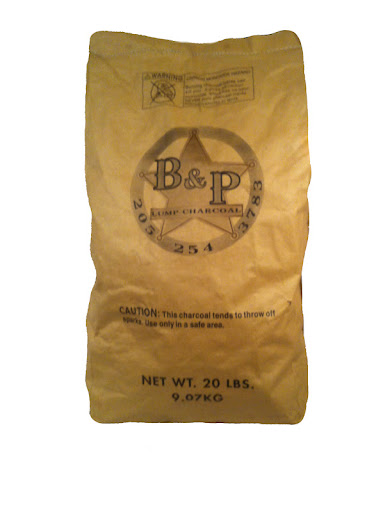 WARNING
B&P
LUMP CHARCOAL
205 254 3783
CAUTION: This charcoal tends to throw off
sparks. Use only in a safe area.
NET WT. 20 LBS.
9.07KG